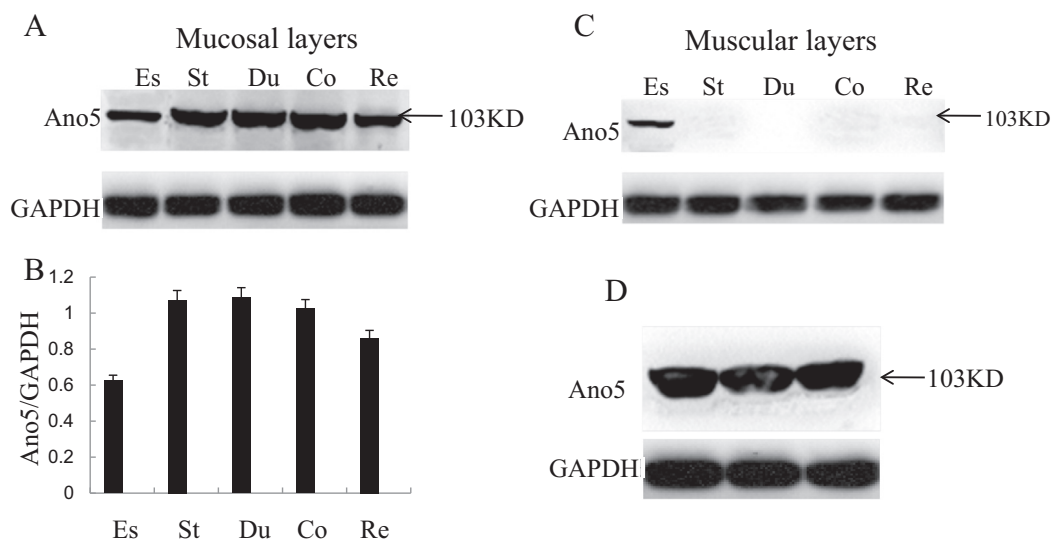 A
Mucosal layers
Es St Du Co Re
Ano5
103KD
GAPDH
B
1.2
1
0.8
0.6
0.4
0.2
0
Ano5/GAPDH
Es St Du Co Re
C
Muscular layers
Es St Du Co Re
Ano5
103KD
GAPDH
D
Ano5
103KD
GAPDH